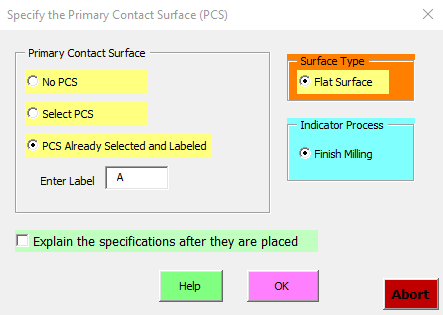 Specify the Primary Contact Surface (PCS)
Primary Contact Surface
No PCS
Select PCS
PCS Already Selected and Labeled
Enter Label A
Surface Type
Flat Surface
Indicator Process
Finish Milling
Explain the specifications after they are placed
Help OK Abort